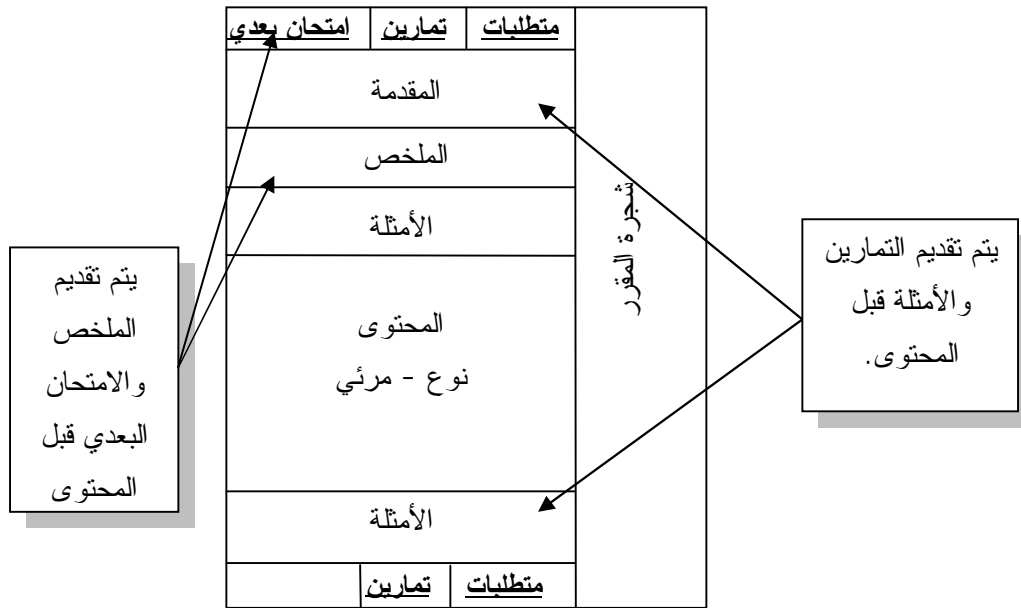 متطلبات تمارين امتحان بعدي
المقدمة
الملخص
الأمثلة
المحتوى
نوع - مرئي
الأمثلة
متطلبات تمارين
شجرة المقرر
يتم تقديم التمارين
والأمثلة قبل
المحتوى.
يتم تقديم
الملخص
والامتحان
البعدي قبل
المحتوى